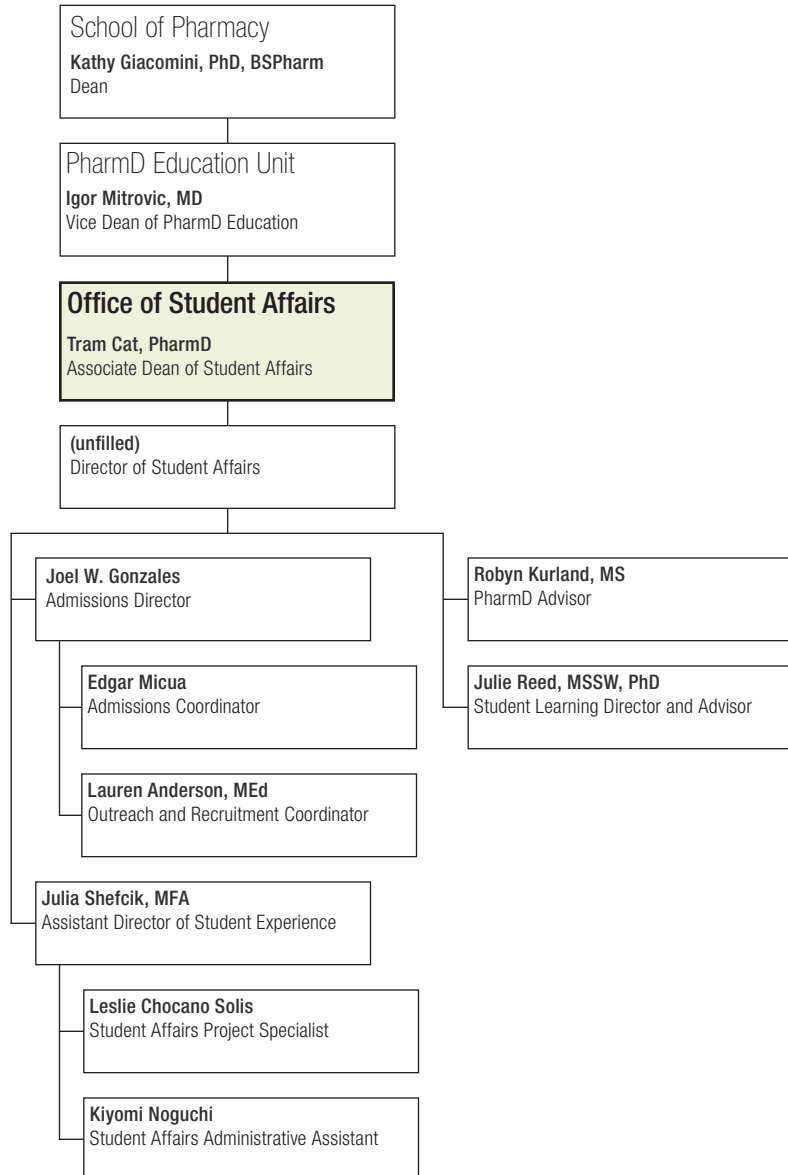 School of Pharmacy
Kathy Giacomini, PhD, BSPharm
Dean
PharmD Education Unit
Igor Mitrovic, MD
Vice Dean of PharmD Education
Office of Student Affairs
Tram Cat, PharmD
Associate Dean of Student Affairs
(unfilled)
Director of Student Affairs
Joel W. Gonzales
Admissions Director
Edgar Micua
Admissions Coordinator
Lauren Anderson, MEd
Outreach and Recruitment Coordinator
Julia Shefcik, MFA
Assistant Director of Student Experience
Leslie Chocano Solis
Student Affairs Project Specialist
Kiyomi Noguchi
Student Affairs Administrative Assistant
Robyn Kurland, MS
PharmD Advisor
Julie Reed, MSSW, PhD
Student Learning Director and Advisor